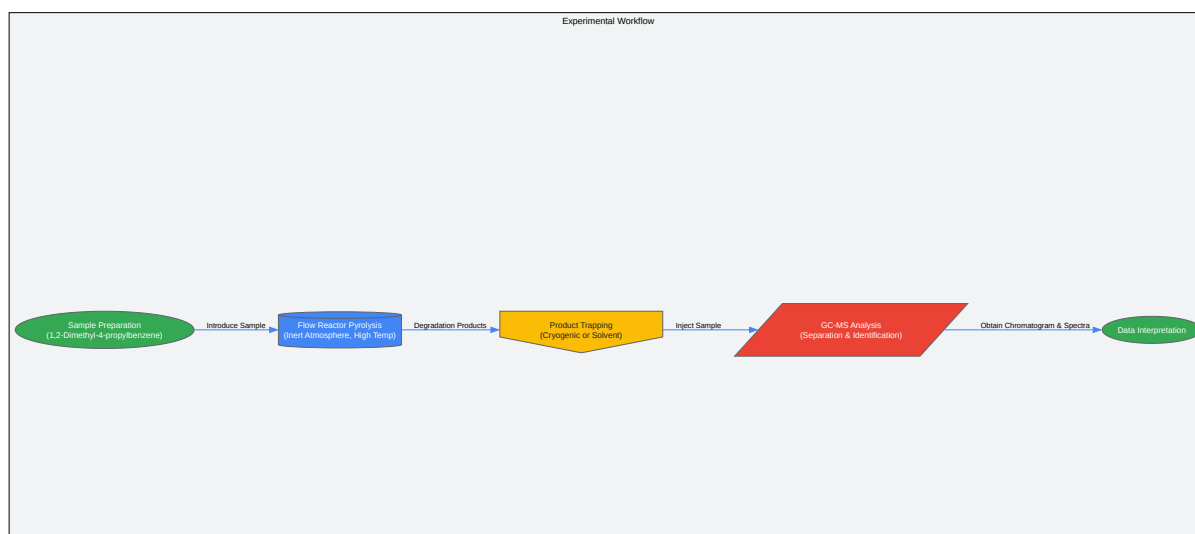 Experimental Workflow
Sample Preparation
(1,2-Dimethyl-4-propylbenzene)
Introduce Sample
Flow Reactor Pyrolysis
(Inert Atmosphere, High Temp)
Degradation Products
Product Trapping
(Cryogenic or Solvent)
Inject Sample
GC-MS Analysis
(Separation & Identification)
Obtain Chromatogram & Spectra
Data Interpretation